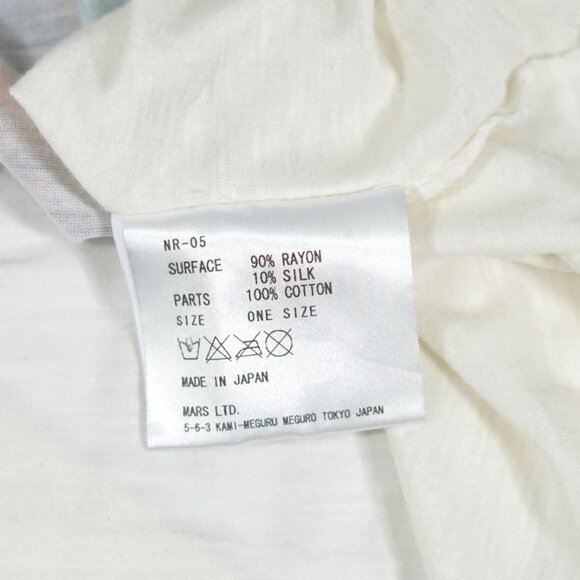 NR-05
SURFACE 90% RAYON
10% SILK
PARTS 100% COTTON
SIZE ONE SIZE
MADE IN JAPAN
MARS LTD.
5-6-3 KAMI-MEGURU MEGURO TOKYO JAPAN